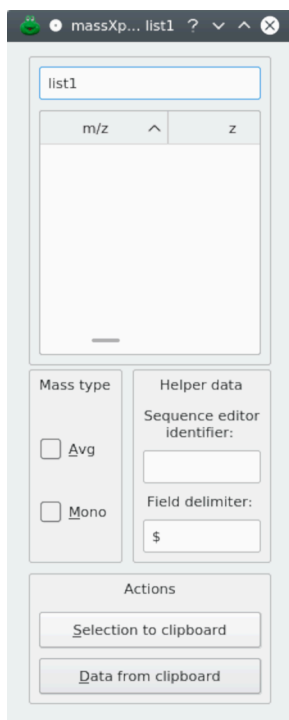 massXp... list1 ?
list1
m/z z
Mass type
Avg
Mono
Helper data
Sequence editor
identifier:
Field delimiter:
$
Actions
Selection to clipboard
Data from clipboard